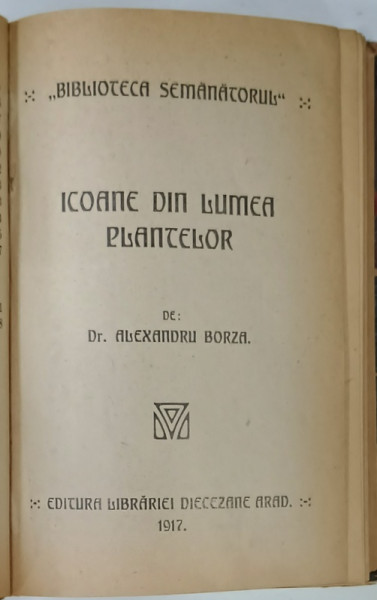 „BIBLIOTECA SEMĂNĂTORUL“
ICOANE DIN LUMEA
PLANTELOR
DE:
Dr. ALEXANDRU BORZA.
EDITURA LIBRĂRIEI DIECEZANE ARAD.
1917.